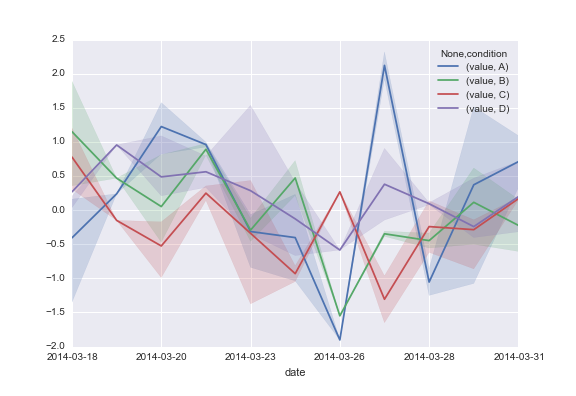 2.5
2.0
1.5
1.0
0.5
0.0
−0.5
−1.0
−1.5
−2.0
None,condition
(value, A)
(value, B)
(value, C)
(value, D)
2014-03-18
2014-03-20
2014-03-23
2014-03-26
2014-03-28
2014-03-31
date